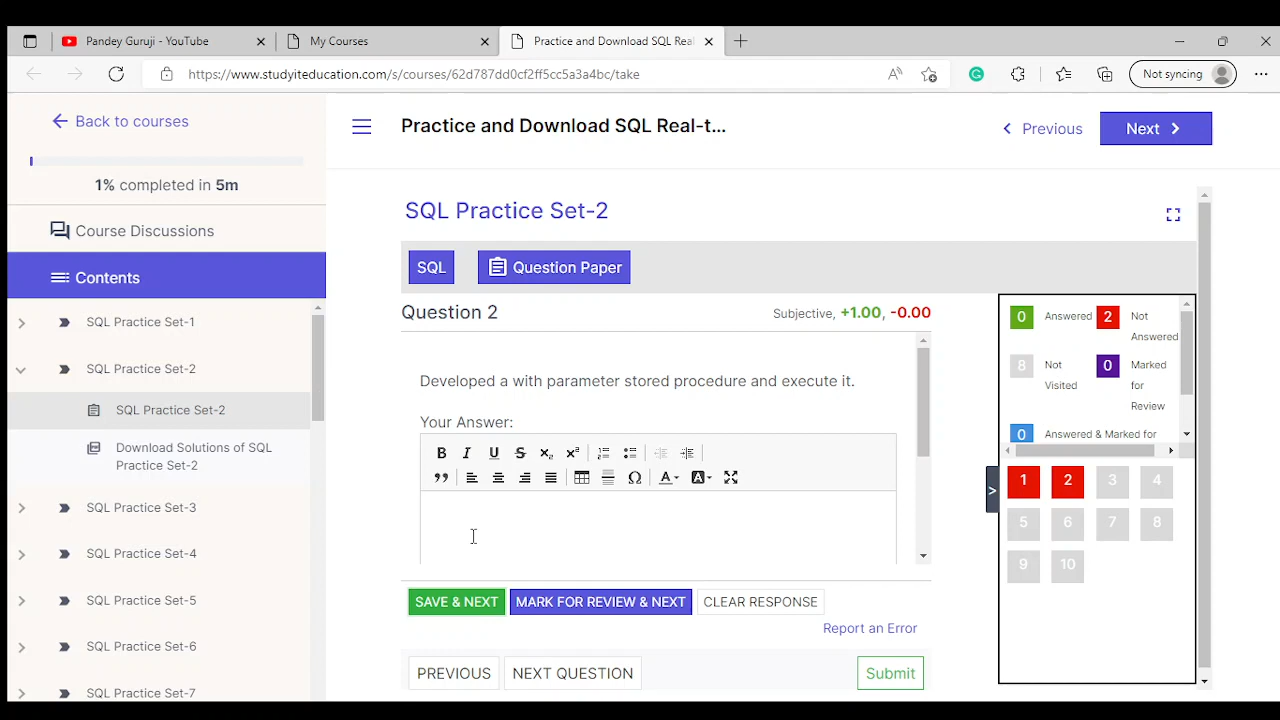 Pandey Guruji - YouTube
My Courses
Practice and Download SQL Rea
https://www.studyiteducation.com/s/courses/62d787dd0cf2ff5cc5a3a4bc/take
Not syncing
Back to courses
1% completed in 5m
Course Discussions
Contents
SQL Practice Set-1
SQL Practice Set-2
SQL Practice Set-2
Download Solutions of SQL
Practice Set-2
SQL Practice Set-3
SQL Practice Set-4
SQL Practice Set-5
SQL Practice Set-6
SQL Practice Set-7
Practice and Download SQL Real-t...
Previous
Next
SQL Practice Set-2
SQL
Question Paper
Question 2
Subjective, +1.00, -0.00
Developed a with parameter stored procedure and execute it.
Your Answer:
SAVE & NEXT
MARK FOR REVIEW & NEXT
CLEAR RESPONSE
Report an Error
PREVIOUS
NEXT QUESTION
Submit
0 Answered
2 Not
Answered
8 Not
Visited
0 Marked
for
Review
0 Answered & Marked for
1 2 3 4
5 6 7 8
9 10